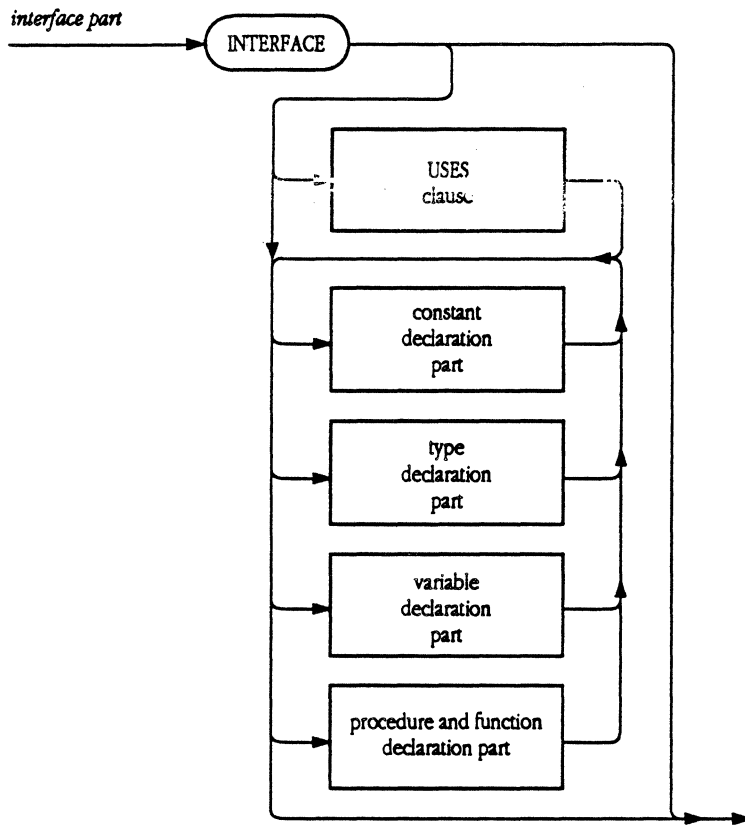 interface part
INTERFACE
USES
clause
constant
declaration
part
type
declaration
part
variable
declaration
part
procedure and function
declaration part